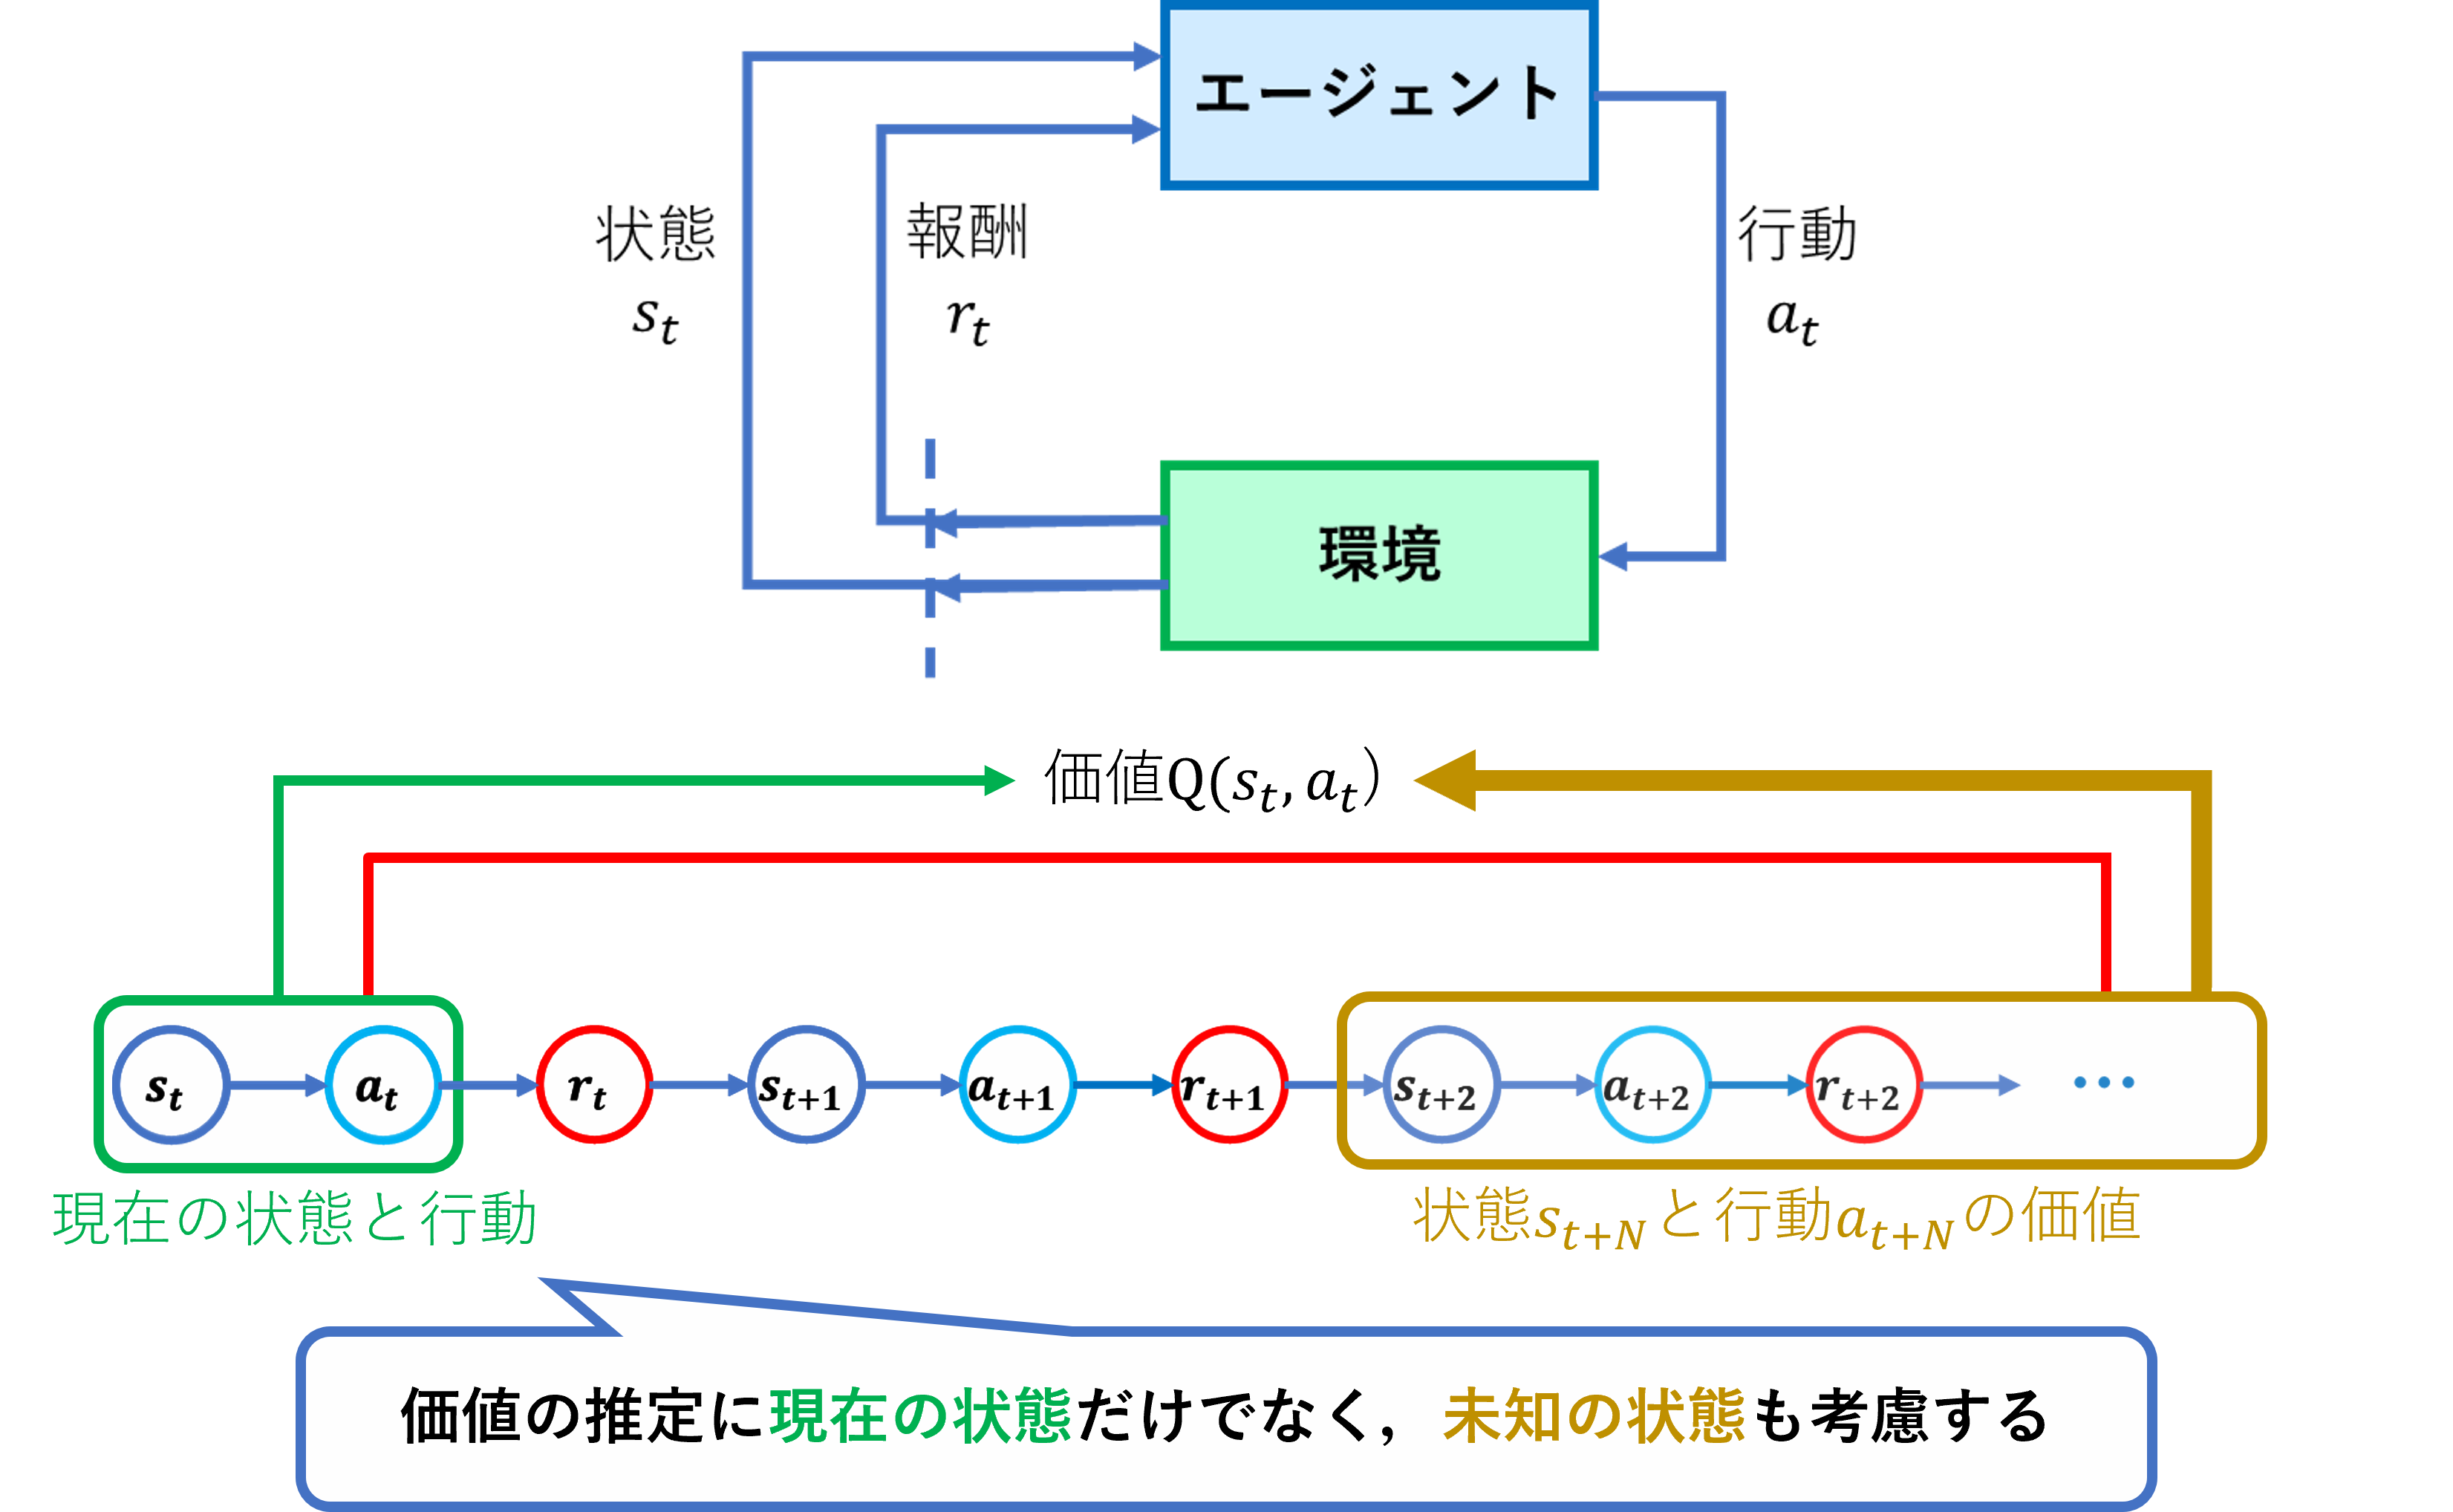 エージェント
状態
s_t
報酬
r_t
行動
a_t
環境
価値Q(s_t, a_t)
s_t a_t r_t s_{t+1} a_{t+1} r_{t+1} s_{t+2} a_{t+2} r_{t+2} …
現在の状態と行動
状態s_{t+N}と行動a_{t+N}の価値
価値の推定に現在の状態だけでなく，未知の状態も考慮する